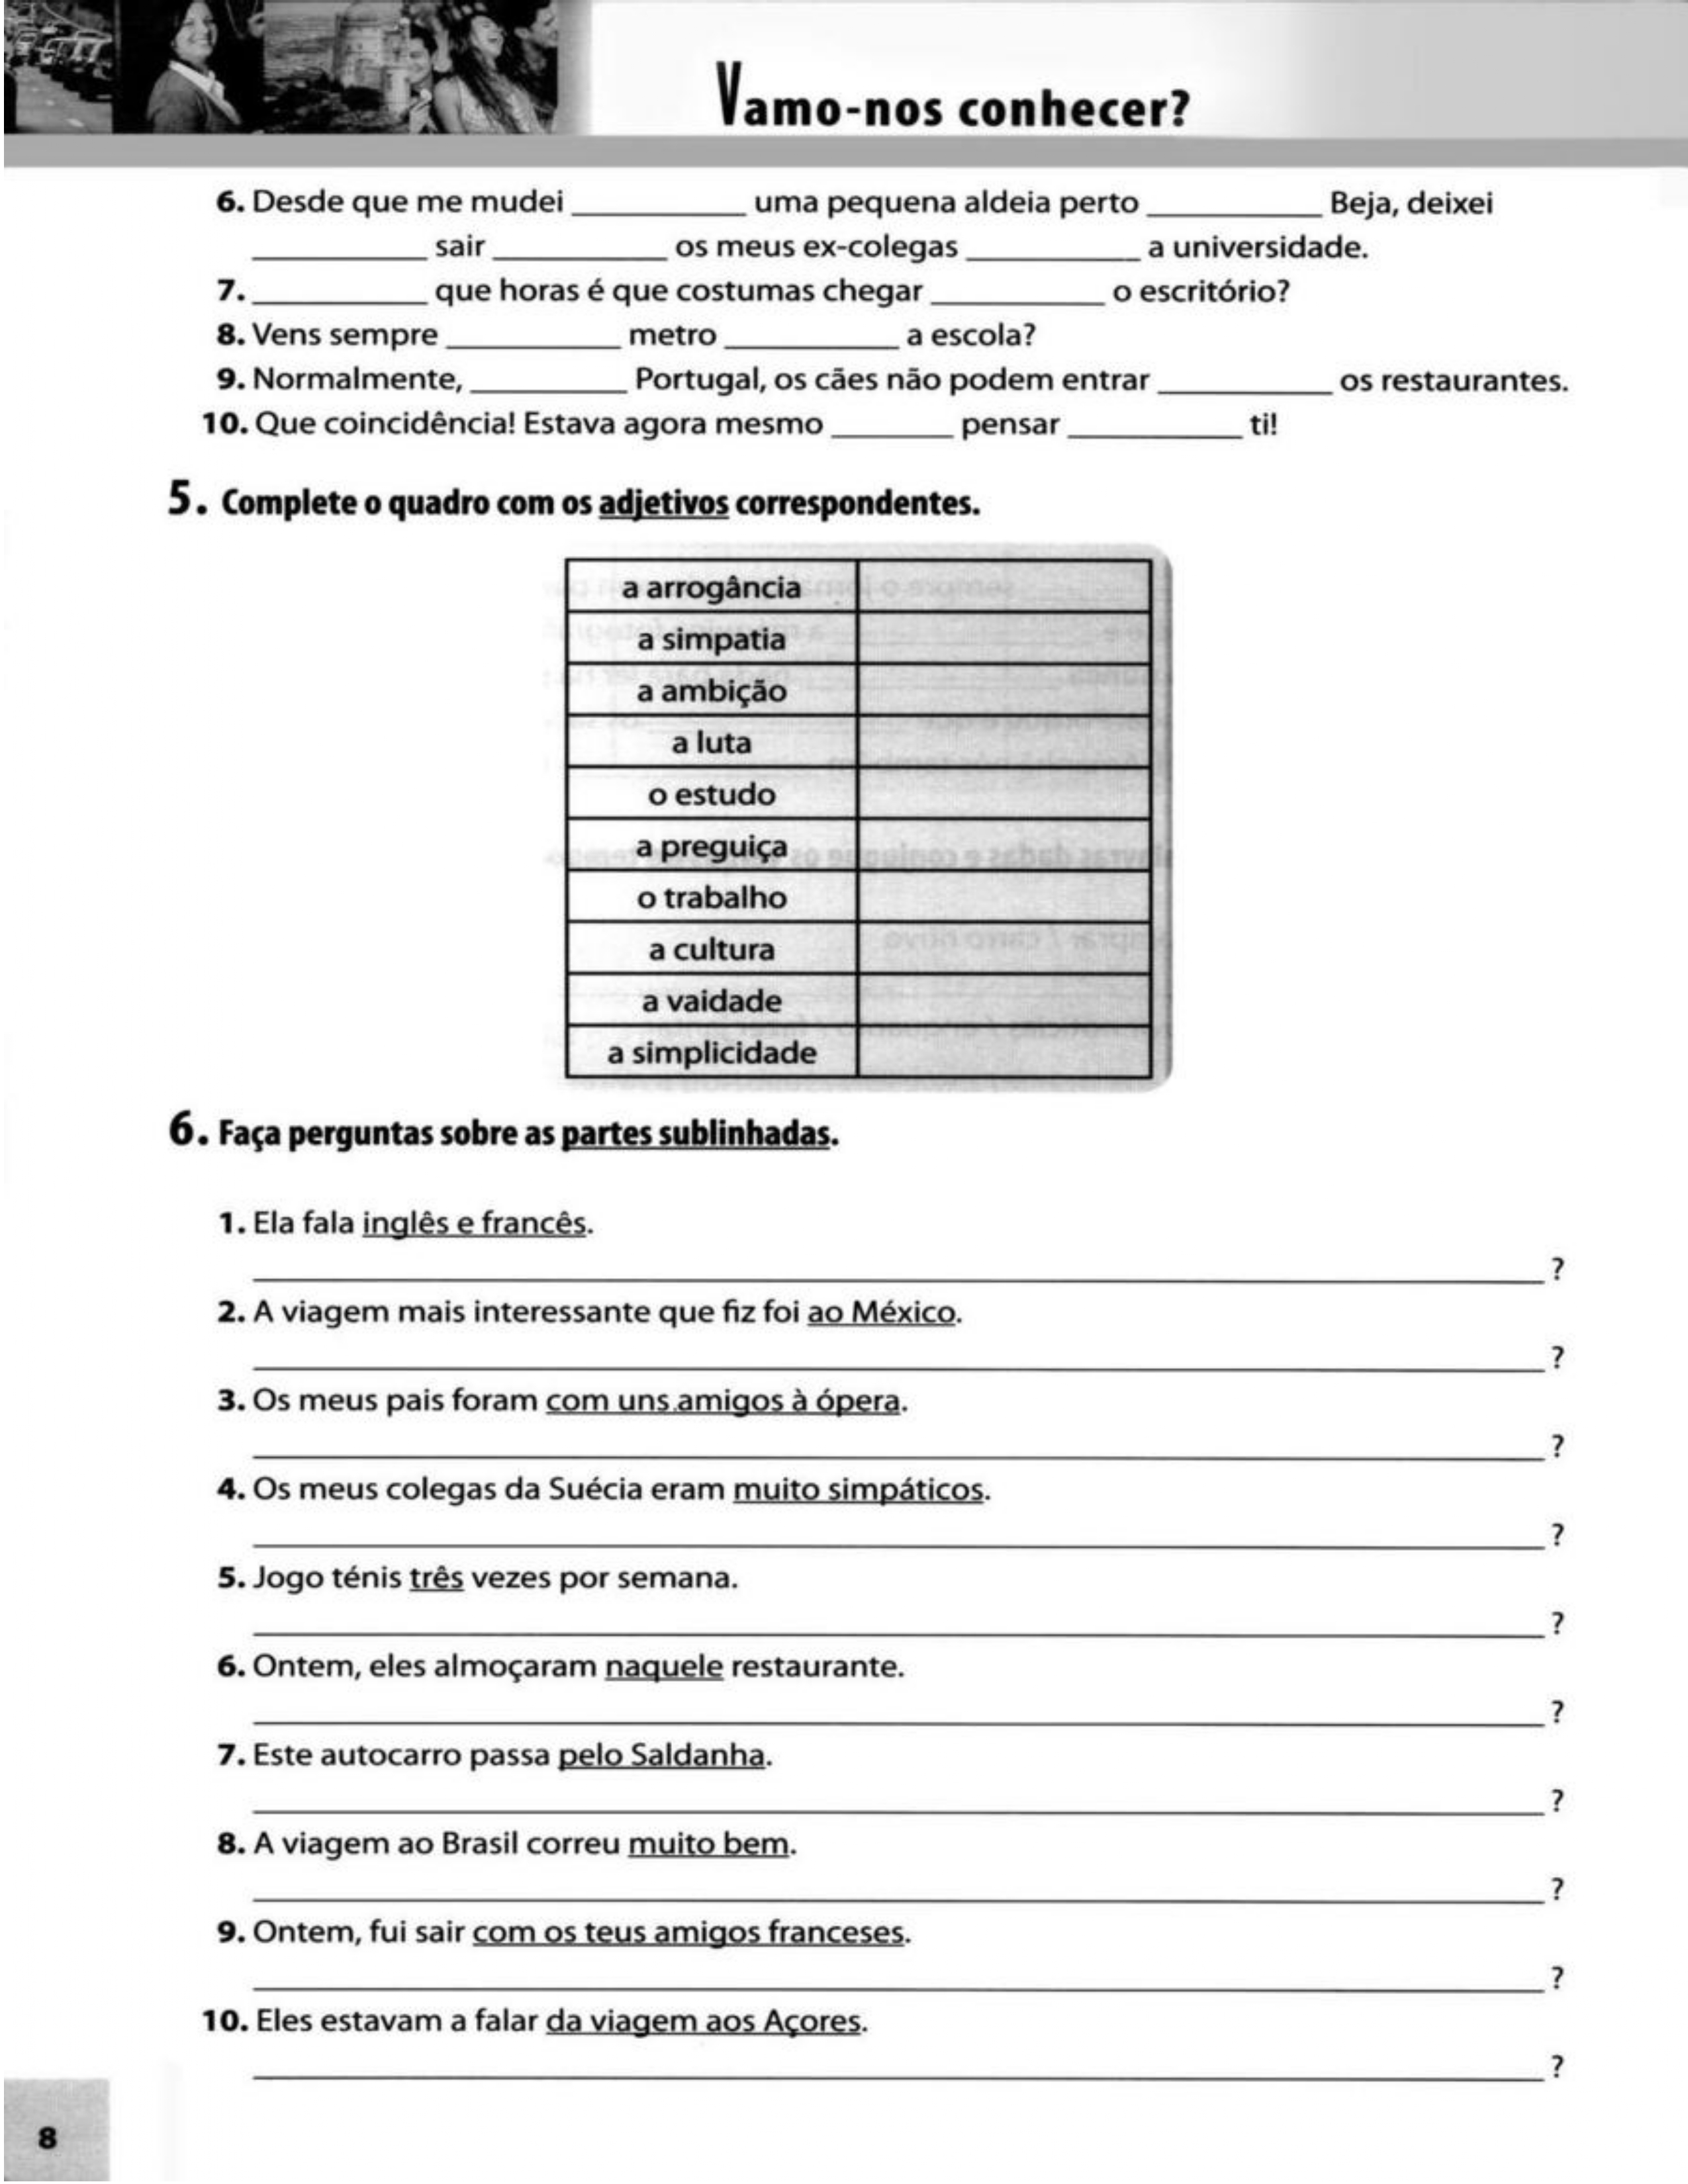 Vamo-nos conhecer?
6. Desde que me mudei __________ uma pequena aldeia perto __________ Beja, deixei
__________ sair __________ os meus ex-colegas __________ a universidade.
7. __________ que horas é que costumas chegar __________ o escritório?
8. Vens sempre __________ metro __________ a escola?
9. Normalmente, _________ Portugal, os cães não podem entrar __________ os restaurantes.
10. Que coincidência! Estava agora mesmo _______ pensar __________ ti!
5. Complete o quadro com os adjetivos correspondentes.
a arrogância
a simpatia
a ambição
a luta
o estudo
a preguiça
o trabalho
a cultura
a vaidade
a simplicidade
6. Faça perguntas sobre as partes sublinhadas.
1. Ela fala inglês e francês.
?
2. A viagem mais interessante que fiz foi ao México.
?
3. Os meus pais foram com uns amigos à ópera.
?
4. Os meus colegas da Suécia eram muito simpáticos.
?
5. Jogo ténis três vezes por semana.
?
6. Ontem, eles almoçaram naquele restaurante.
?
7. Este autocarro passa pelo Saldanha.
?
8. A viagem ao Brasil correu muito bem.
?
9. Ontem, fui sair com os teus amigos franceses.
?
10. Eles estavam a falar da viagem aos Açores.
?
8